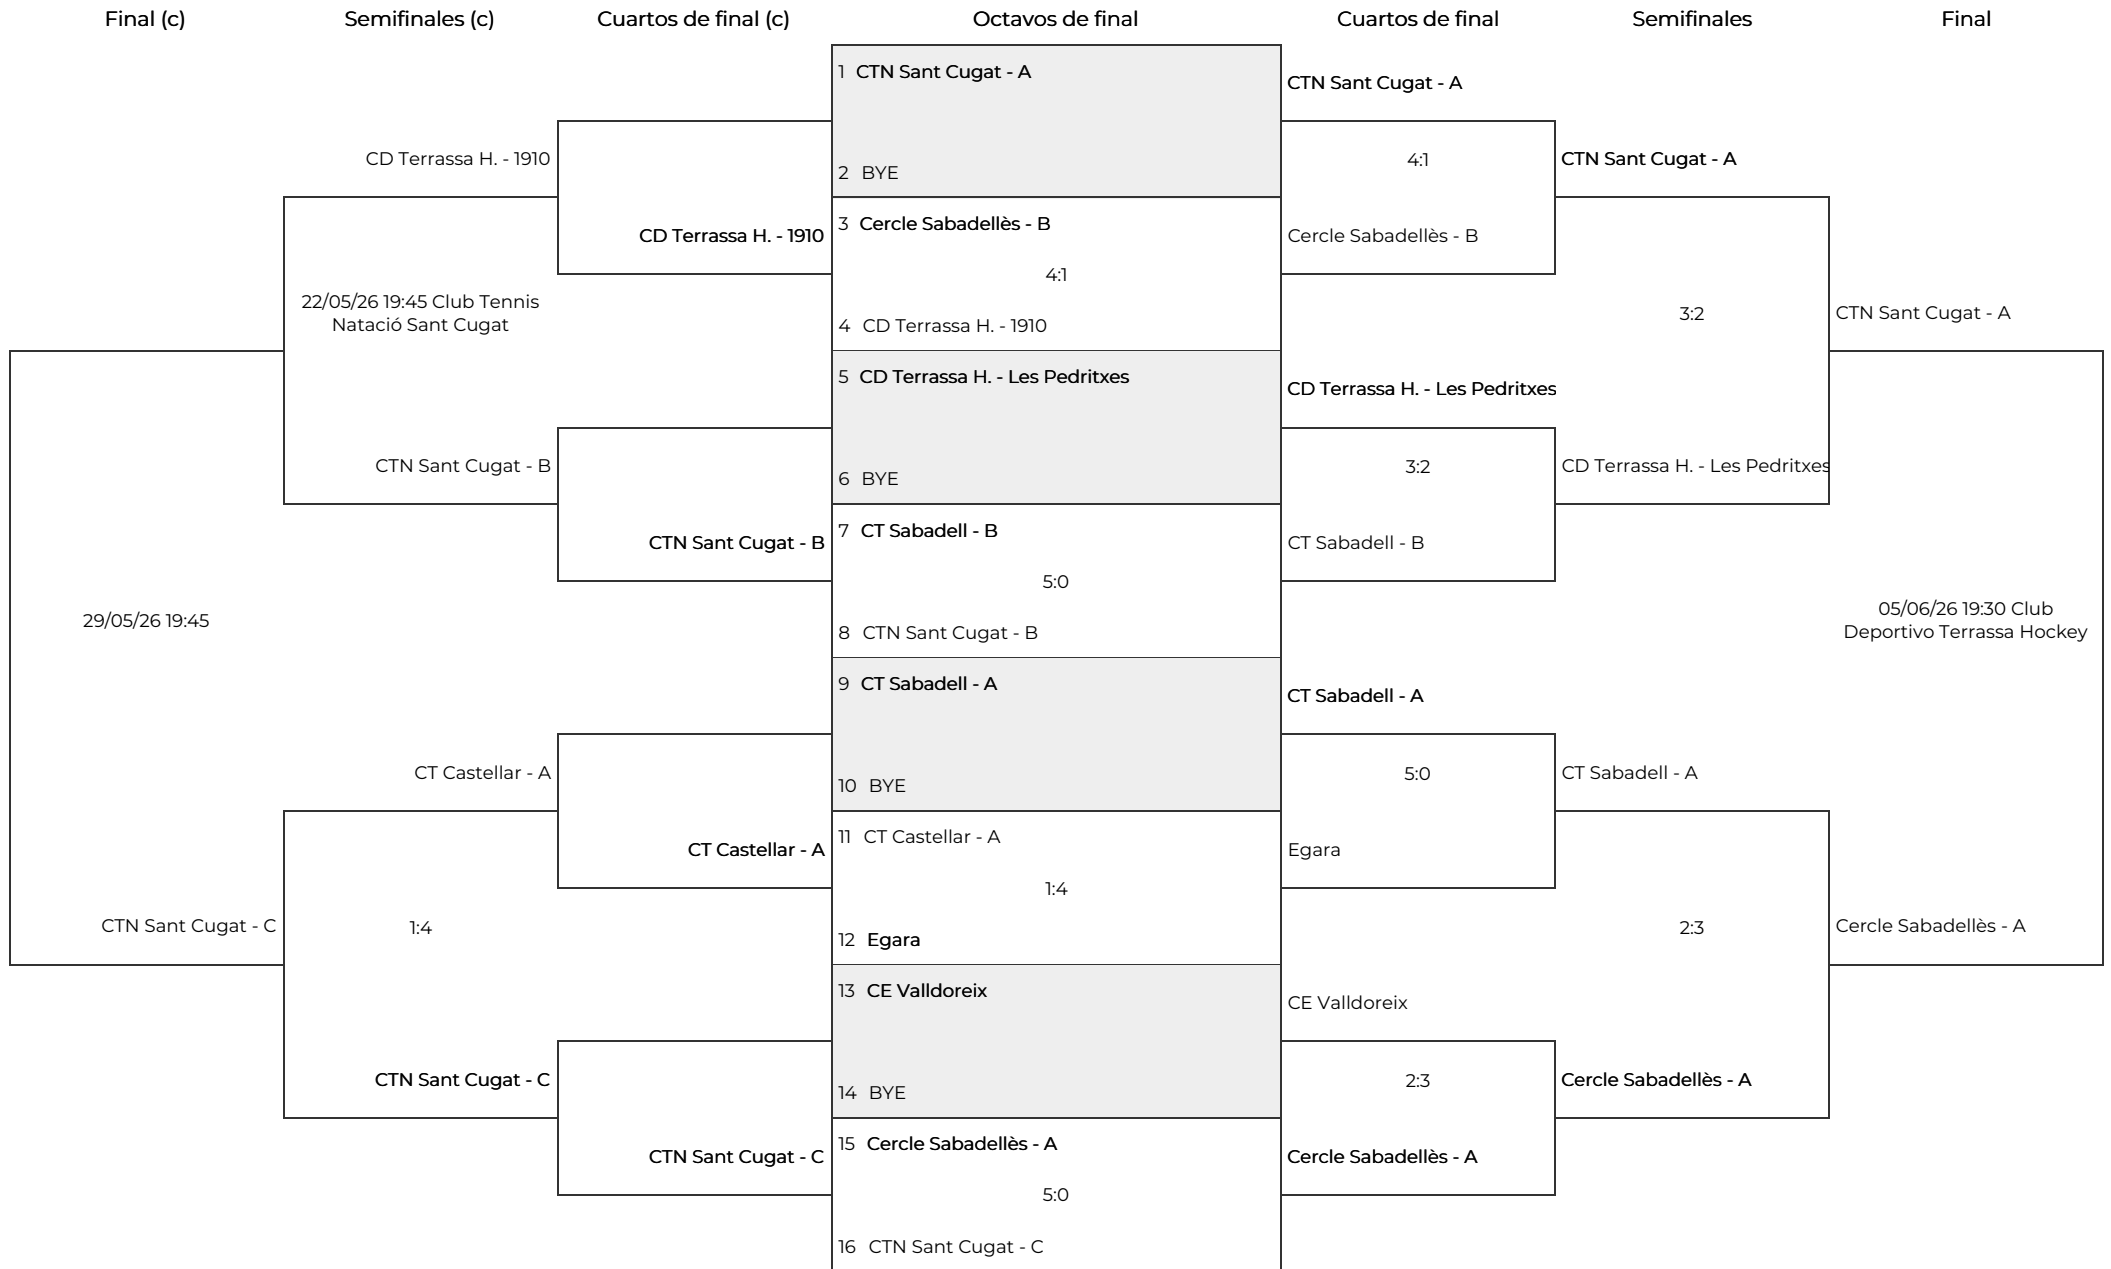 Final (c)
Semifinales (c)
Cuartos de final (c)
Octavos de final
Cuartos de final
Semifinales
Final
1 CTN Sant Cugat - A
2 BYE
3 Cercle Sabadellès - B
4:1
4 CD Terrassa H. - 1910
5 CD Terrassa H. - Les Pedritxes
6 BYE
7 CT Sabadell - B
5:0
8 CTN Sant Cugat - B
9 CT Sabadell - A
10 BYE
11 CT Castellar - A
1:4
12 Egara
13 CE Valldoreix
14 BYE
15 Cercle Sabadellès - A
5:0
16 CTN Sant Cugat - C
CTN Sant Cugat - A
4:1
Cercle Sabadellès - B
CD Terrassa H. - Les Pedritxes
3:2
CT Sabadell - B
CT Sabadell - A
5:0
Egara
CE Valldoreix
2:3
Cercle Sabadellès - A
CTN Sant Cugat - A
3:2
CD Terrassa H. - Les Pedritxes
CT Sabadell - A
2:3
Cercle Sabadellès - A
CTN Sant Cugat - A
05/06/26 19:30 Club
Deportivo Terrassa Hockey
Cercle Sabadellès - A
CD Terrassa H. - 1910
CTN Sant Cugat - B
CT Castellar - A
CTN Sant Cugat - C
CD Terrassa H. - 1910
22/05/26 19:45 Club Tennis
Natació Sant Cugat
CTN Sant Cugat - B
CT Castellar - A
1:4
CTN Sant Cugat - C
29/05/26 19:45
CTN Sant Cugat - C